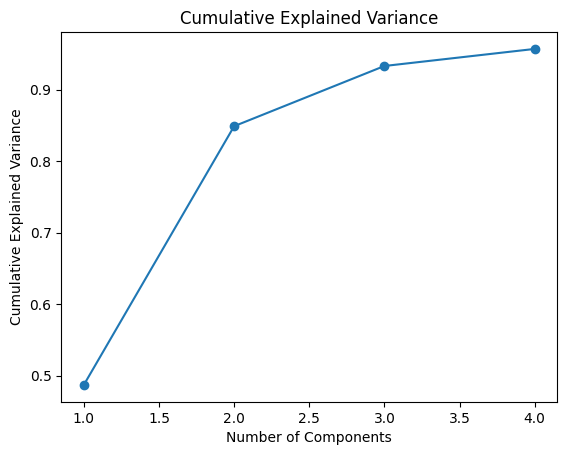 Cumulative Explained Variance
Cumulative Explained Variance
0.9
0.8
0.7
0.6
0.5
1.0 1.5 2.0 2.5 3.0 3.5 4.0
Number of Components